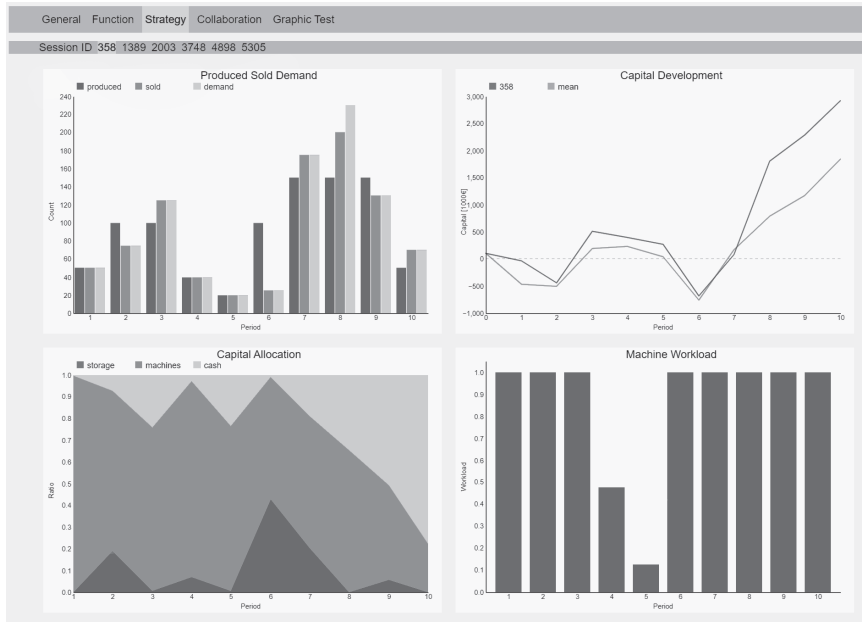 General Function Strategy Collaboration Graphic Test
Session ID 358 1389 2003 3748 4898 5305
Produced Sold Demand
produced sold demand
240
220
200
180
160
140
120
100
80
60
40
20
0
Count
1 2 3 4 5 6 7 8 9 10
Period
Capital Development
358 mean
3,000
2,500
2,000
1,500
1,000
500
0
−500
−1,000
Capital [1000€]
0 1 2 3 4 5 6 7 8 9 10
Period
Capital Allocation
storage machines cash
1.0
0.9
0.8
0.7
0.6
0.5
0.4
0.3
0.2
0.1
0.0
Ratio
1 2 3 4 5 6 7 8 9 10
Period
Machine Workload
1.0
0.9
0.8
0.7
0.6
0.5
0.4
0.3
0.2
0.1
0.0
Workload
1 2 3 4 5 6 7 8 9 10
Period